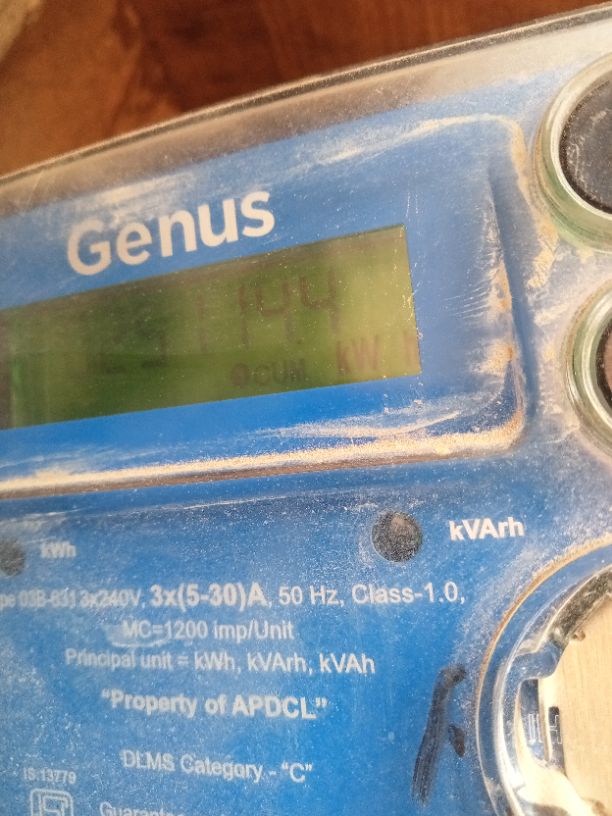 Genus
CUM kW h
kWh
kVArh
3x240V, 3x(5-30)A, 50 Hz, Class-1.0,
MC=1200 imp/Unit
Principal unit = kWh, kVArh, kVAh
"Property of APDCL"
DLMS Category - "C"
IS:13779